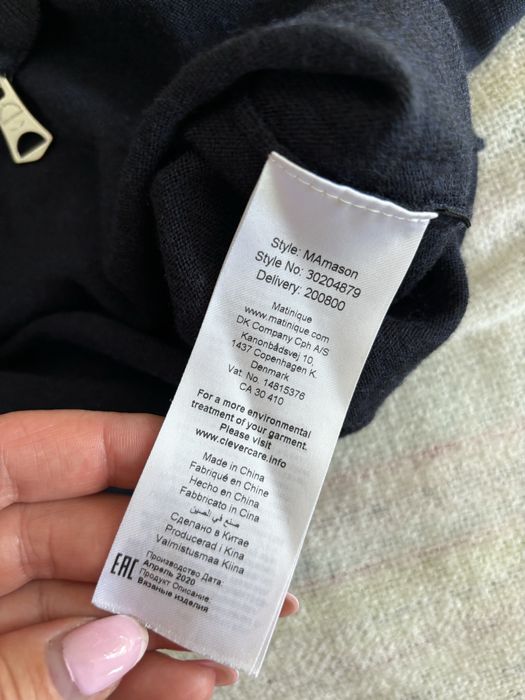 Style: MAmason
Style No: 30204879
Delivery: 200800
Matinique
www.matinique.com
DK Company Cph A/S
Kanonbådsvej 10,
1437 Copenhagen K.
Denmark
Vat No. 14815376
CA 30 410
For a more environmental
treatment of your garment.
Please visit
www.clevercare.info
Made in China
Fabriqué en Chine
Hecho en China
Fabbricato in Cina
صنع في الصين
Сделано в Китае
Producerad i Kina
Valmistusmaa Kiina
EAC
Производство Дата:
Апрель 2020
Продукт Описание:
Вязаные изделия